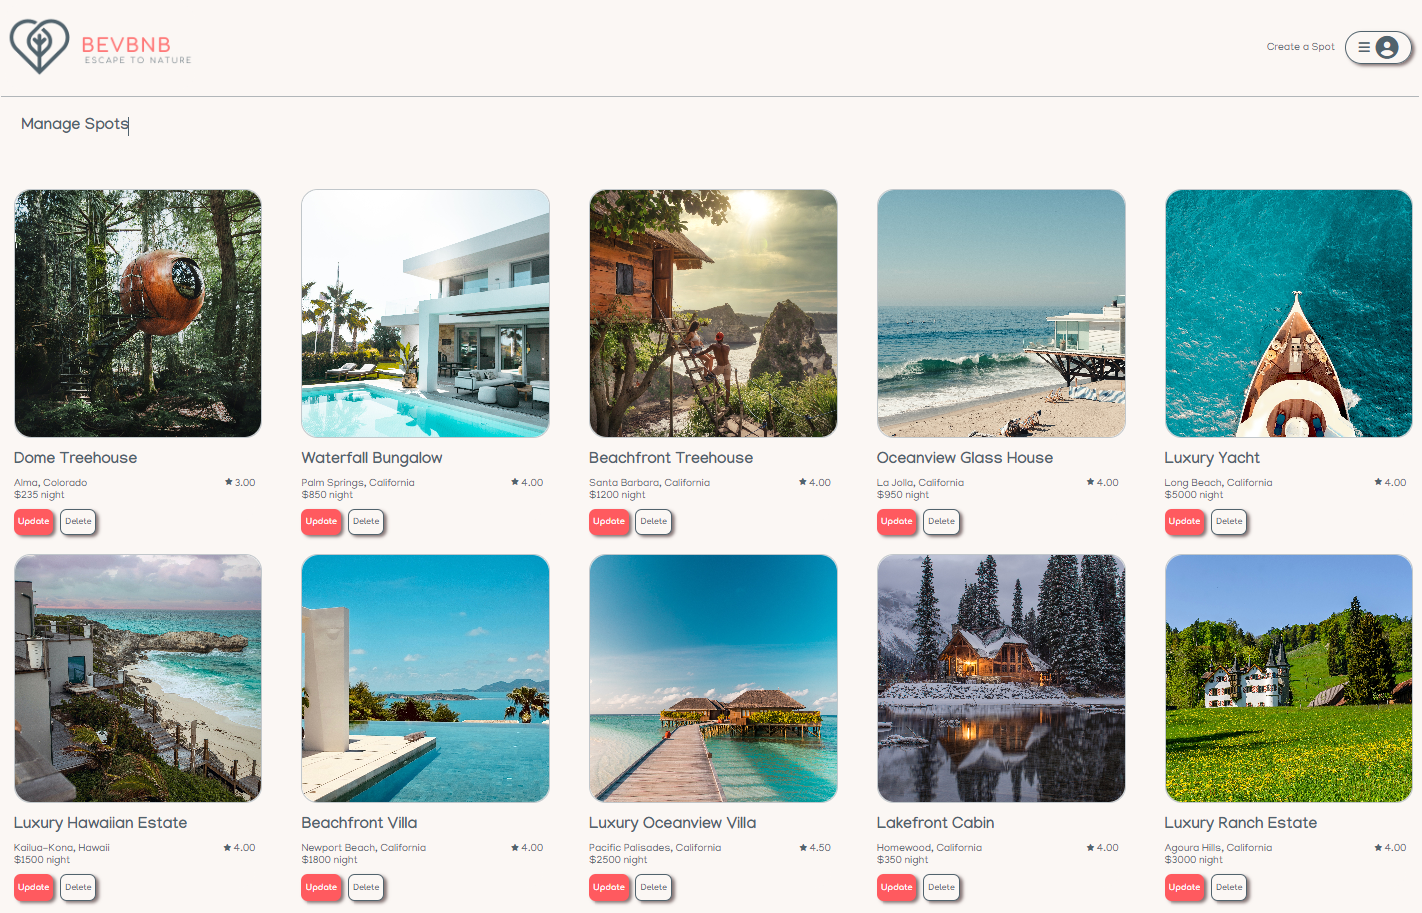 BEVBNB
ESCAPE TO NATURE
Create a Spot
Manage Spots
Dome Treehouse
Alma, Colorado
3.00
$235 night
Update
Delete
Waterfall Bungalow
Palm Springs, California
4.00
$850 night
Update
Delete
Beachfront Treehouse
Santa Barbara, California
4.00
$1200 night
Update
Delete
Oceanview Glass House
La Jolla, California
4.00
$950 night
Update
Delete
Luxury Yacht
Long Beach, California
4.00
$5000 night
Update
Delete
Luxury Hawaiian Estate
Kailua-Kona, Hawaii
4.00
$1500 night
Update
Delete
Beachfront Villa
Newport Beach, California
4.00
$1800 night
Update
Delete
Luxury Oceanview Villa
Pacific Palisades, California
4.50
$2500 night
Update
Delete
Lakefront Cabin
Homewood, California
4.00
$350 night
Update
Delete
Luxury Ranch Estate
Agoura Hills, California
4.00
$3000 night
Update
Delete